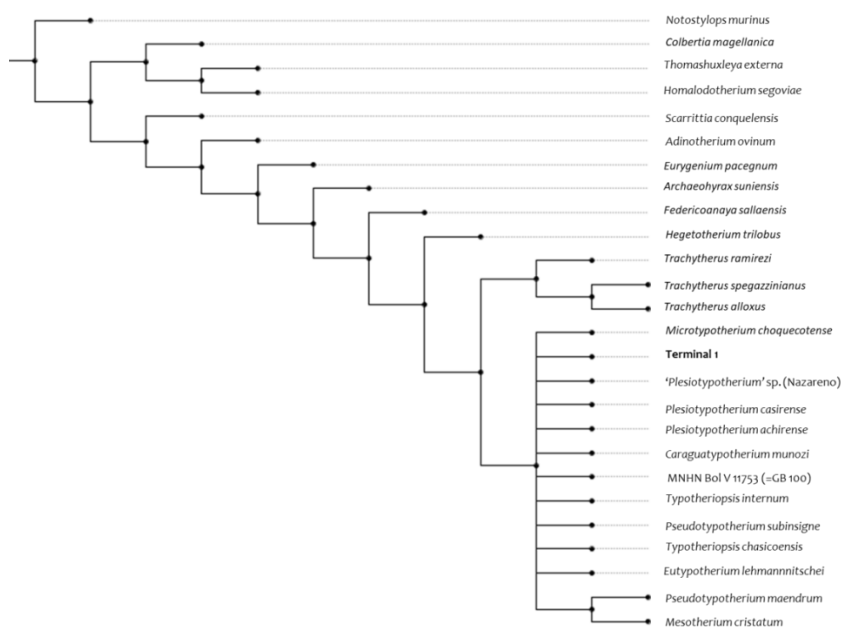 Notostylops murinus
Colbertia magellanica
Thomashuxleya externa
Homalodotherium segoviae
Scarrittia conquelensis
Adinotherium ovinum
Eurygenium pacegnum
Archaeohyrax suniensis
Federicoanaya sallaensis
Hegetotherium trilobus
Trachytherus ramirezi
Trachytherus spegazzinianus
Trachytherus alloxus
Microtypotherium choquecotense
Terminal 1
‘Plesiotypotherium’ sp. (Nazareno)
Plesiotypotherium casirense
Plesiotypotherium achirense
Caraguatypotherium munozi
MNHN Bol V 11753 (=GB 100)
Typotheriopsis internum
Pseudotypotherium subinsigne
Typotheriopsis chasicoensis
Eutypotherium lehmannnitschei
Pseudotypotherium maendrum
Mesotherium cristatum